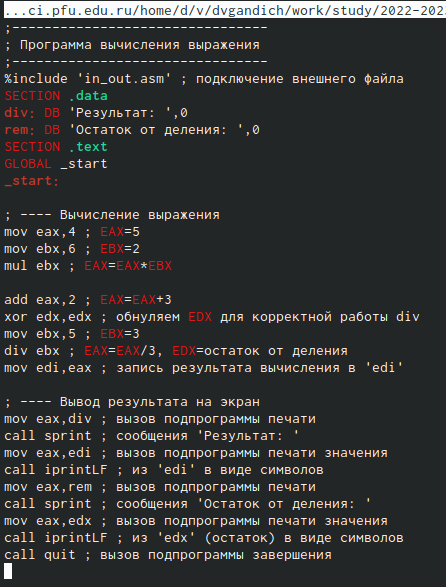 ...ci.pfu.edu.ru/home/d/v/dvgandich/work/study/2022-202
;------------------------------
; Программа вычисления выражения
;------------------------------
%include 'in_out.asm' ; подключение внешнего файла
SECTION .data
div: DB 'Результат: ',0
rem: DB 'Остаток от деления: ',0
SECTION .text
GLOBAL _start
_start:
; ---- Вычисление выражения
mov eax,4 ; EAX=5
mov ebx,6 ; EBX=2
mul ebx ; EAX=EAX*EBX
add eax,2 ; EAX=EAX+3
xor edx,edx ; обнуляем EDX для корректной работы div
mov ebx,5 ; EBX=3
div ebx ; EAX=EAX/3, EDX=остаток от деления
mov edi,eax ; запись результата вычисления в 'edi'
; ---- Вывод результата на экран
mov eax,div ; вызов подпрограммы печати
call sprint ; сообщения 'Результат: '
mov eax,edi ; вызов подпрограммы печати значения
call iprintLF ; из 'edi' в виде символов
mov eax,rem ; вызов подпрограммы печати
call sprint ; сообщения 'Остаток от деления: '
mov eax,edx ; вызов подпрограммы печати значения
call iprintLF ; из 'edx' (остаток) в виде символов
call quit ; вызов подпрограммы завершения